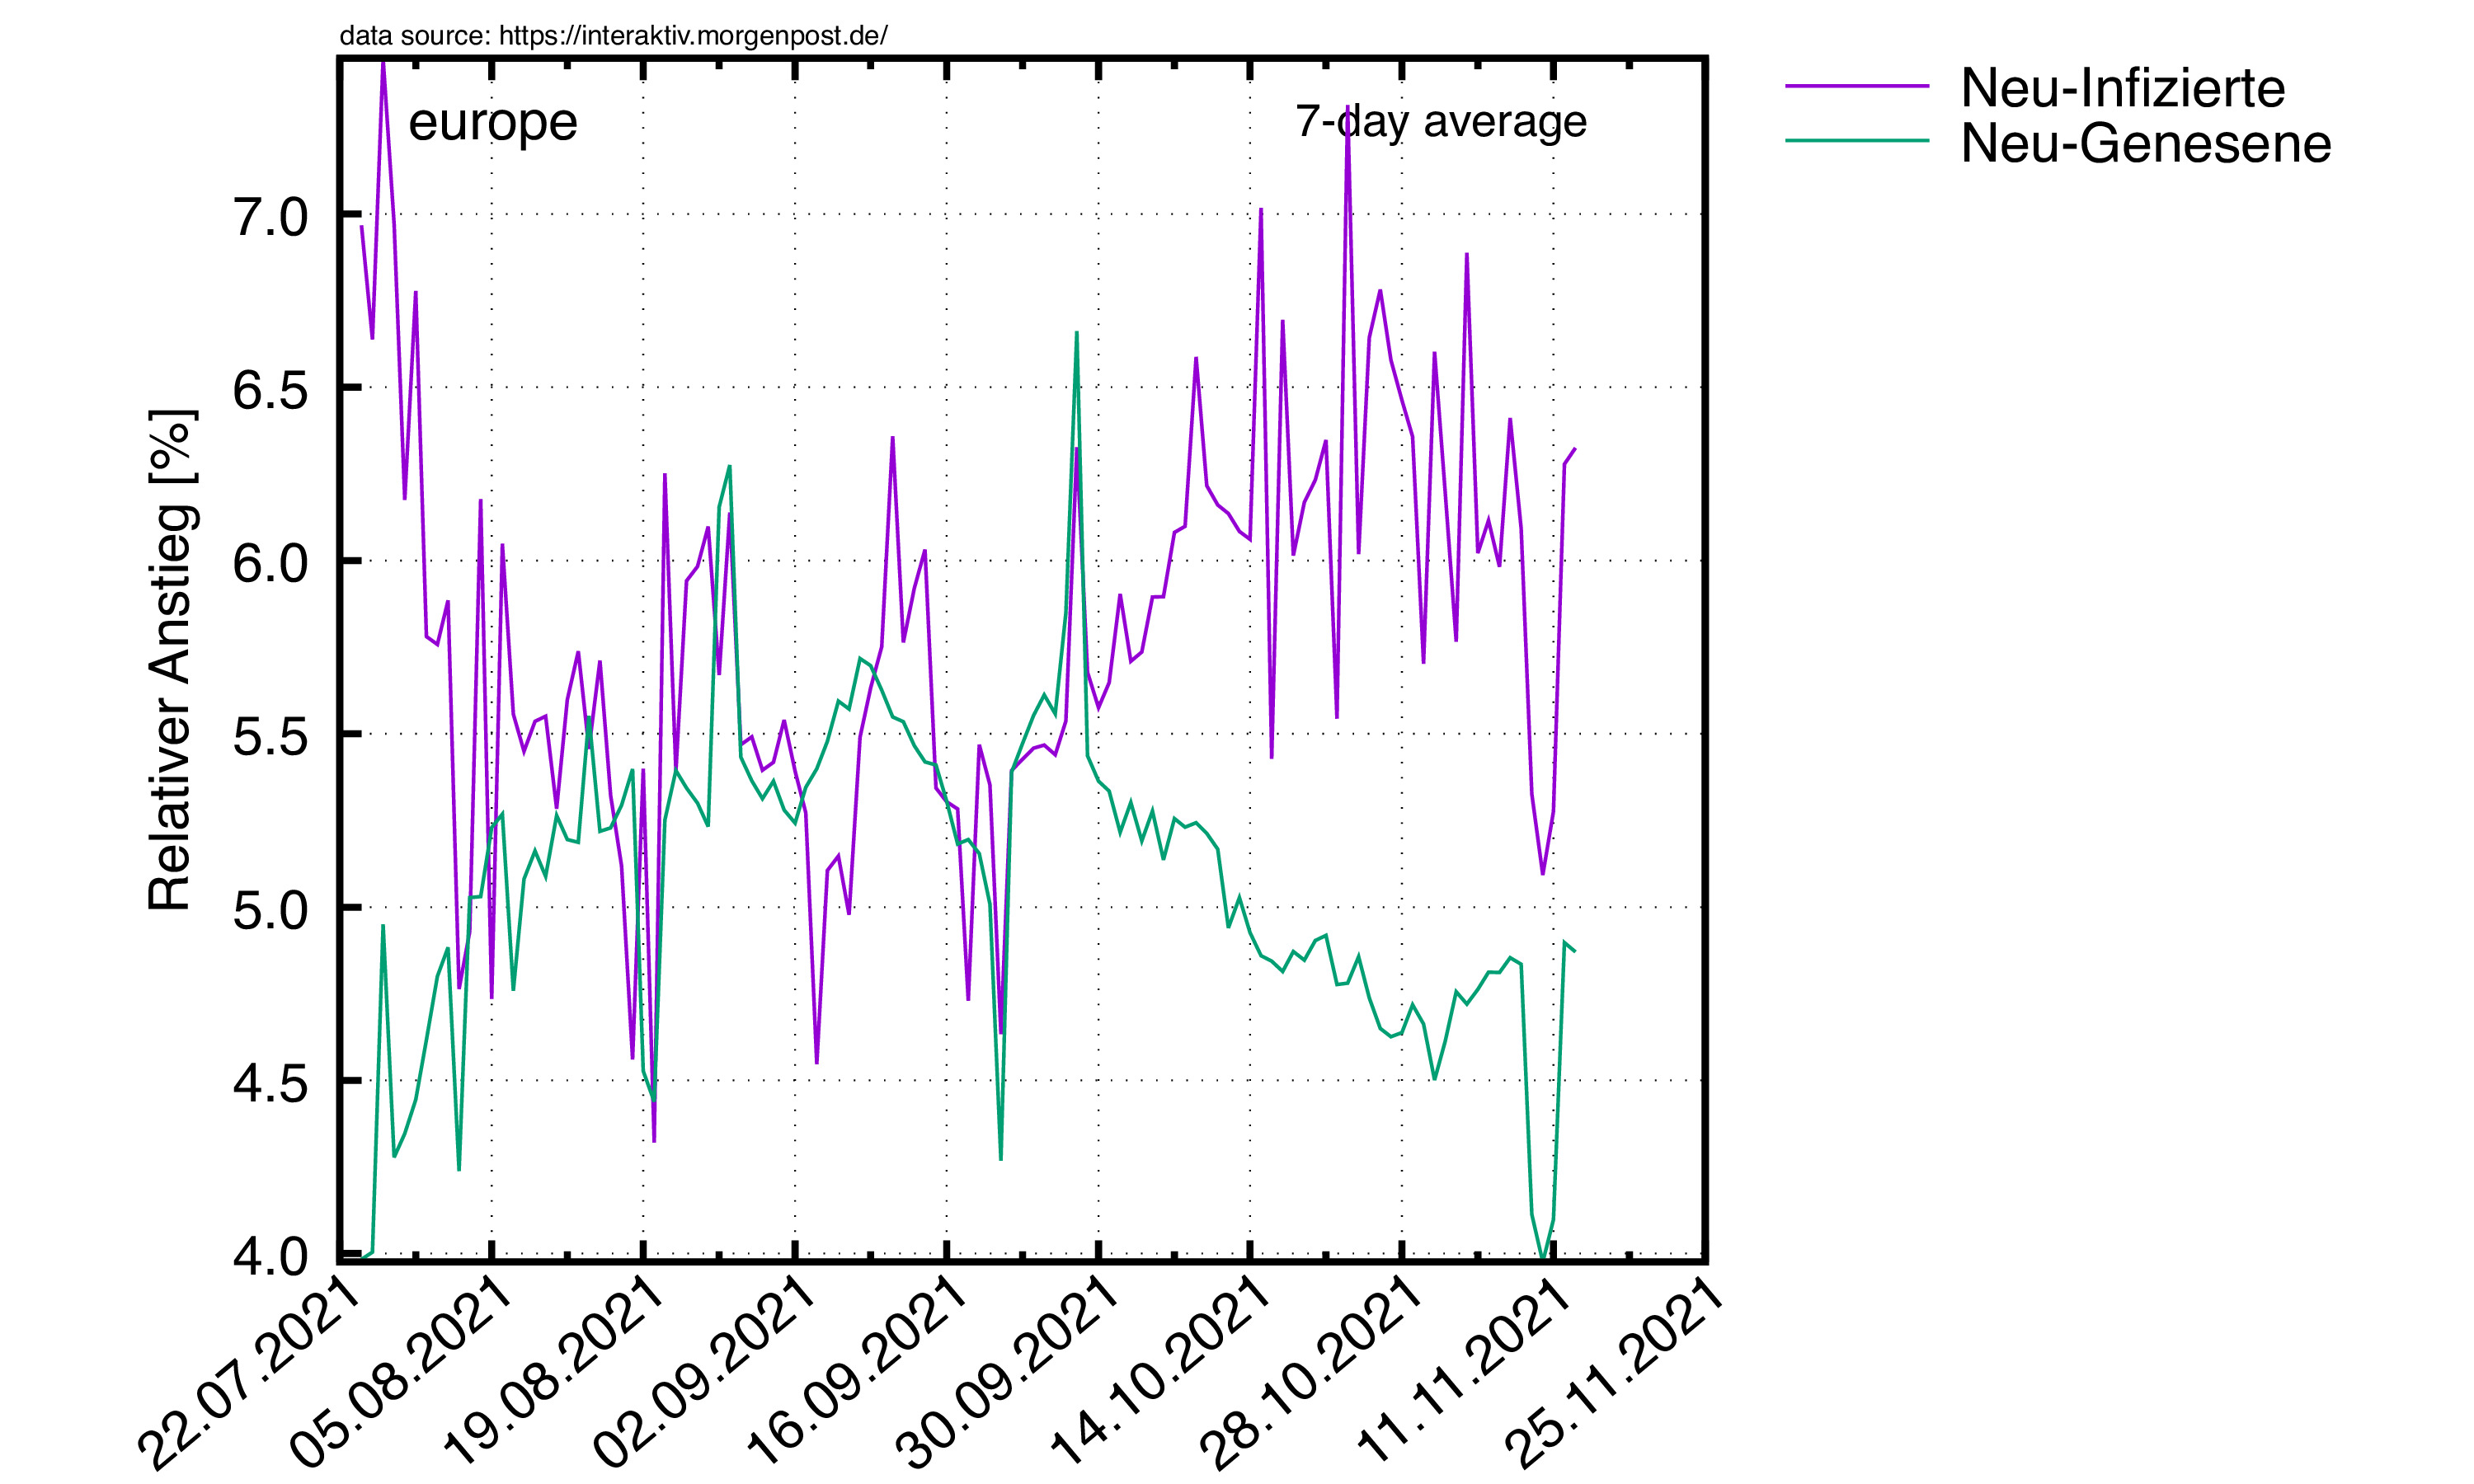 data source: https://interaktiv.morgenpost.de/
europe
7-day average
Neu-Infizierte
Neu-Genesene
Relativer Anstieg [%]
7.0
6.5
6.0
5.5
5.0
4.5
4.0
22.07.2021
05.08.2021
19.08.2021
02.09.2021
16.09.2021
30.09.2021
14.10.2021
28.10.2021
11.11.2021
25.11.2021